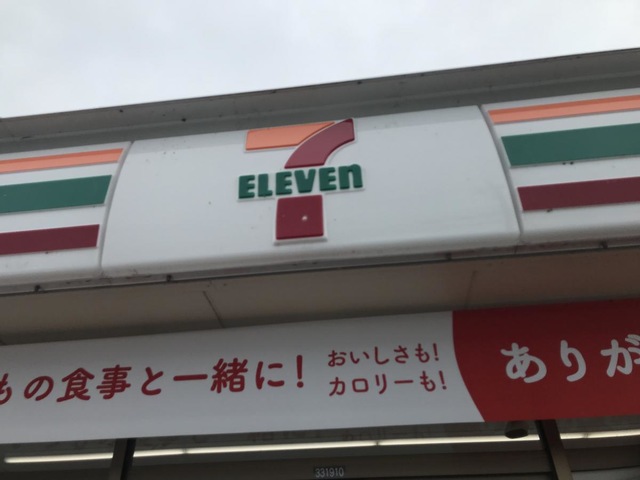 7
ELEVEn
もの食事と一緒に!
おいしさも!
カロリーも!
ありが
331910